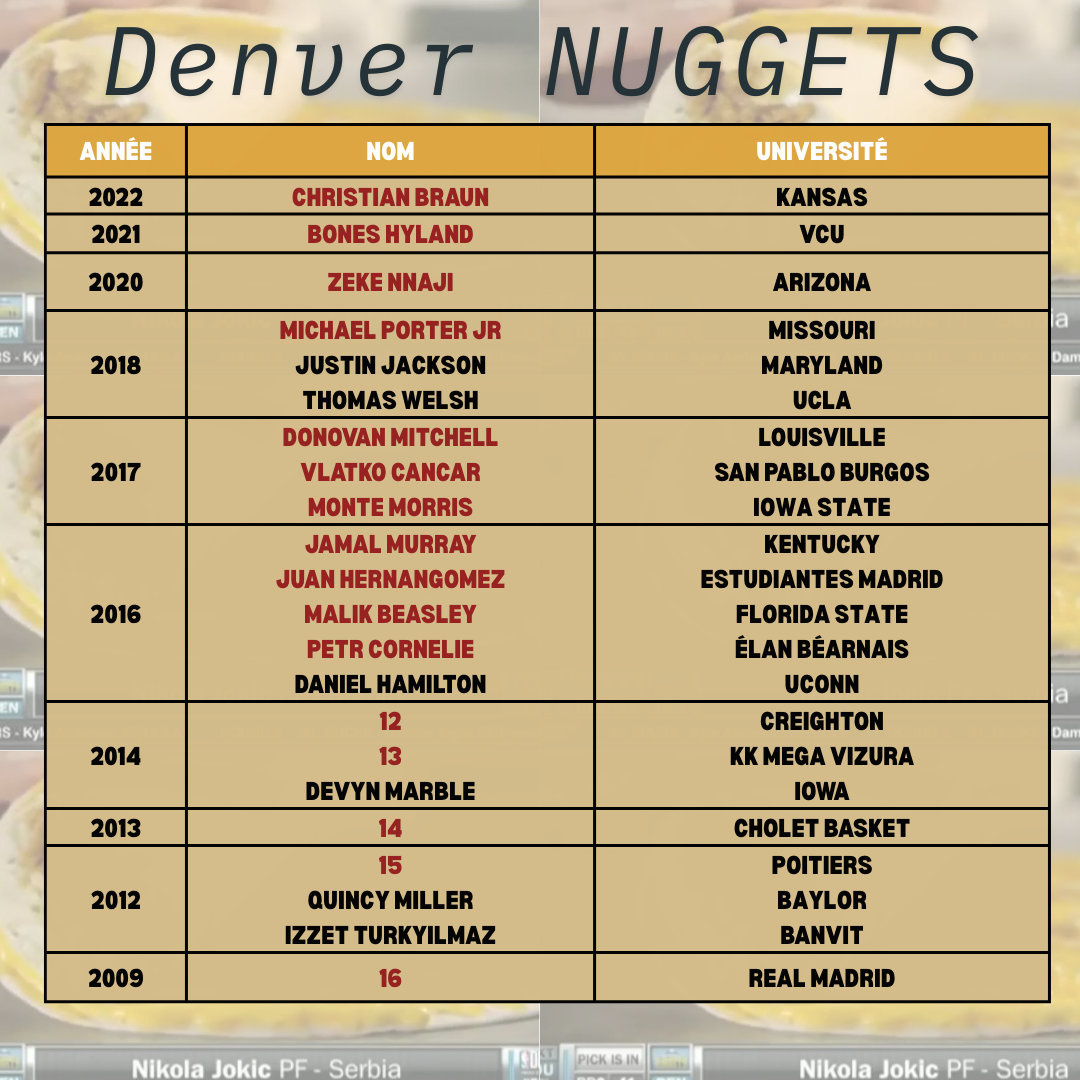 Denver NUGGETS
ANNÉE NOM UNIVERSITÉ
2022 CHRISTIAN BRAUN KANSAS
2021 BONES HYLAND VCU
2020 ZEKE NNAJI ARIZONA
2018
MICHAEL PORTER JR MISSOURI
JUSTIN JACKSON MARYLAND
THOMAS WELSH UCLA
2017
DONOVAN MITCHELL LOUISVILLE
VLATKO CANCAR SAN PABLO BURGOS
MONTE MORRIS IOWA STATE
2016
JAMAL MURRAY KENTUCKY
JUAN HERNANGOMEZ ESTUDIANTES MADRID
MALIK BEASLEY FLORIDA STATE
PETR CORNELIE ÉLAN BÉARNAIS
DANIEL HAMILTON UCONN
2014
12 CREIGHTON
13 KK MEGA VIZURA
DEVYN MARBLE IOWA
2013 14 CHOLET BASKET
2012
15 POITIERS
QUINCY MILLER BAYLOR
IZZET TURKYILMAZ BANVIT
2009 16 REAL MADRID
Nikola Jokic PF - Serbia
PICK IS IN
Nikola Jokic PF - Serbia